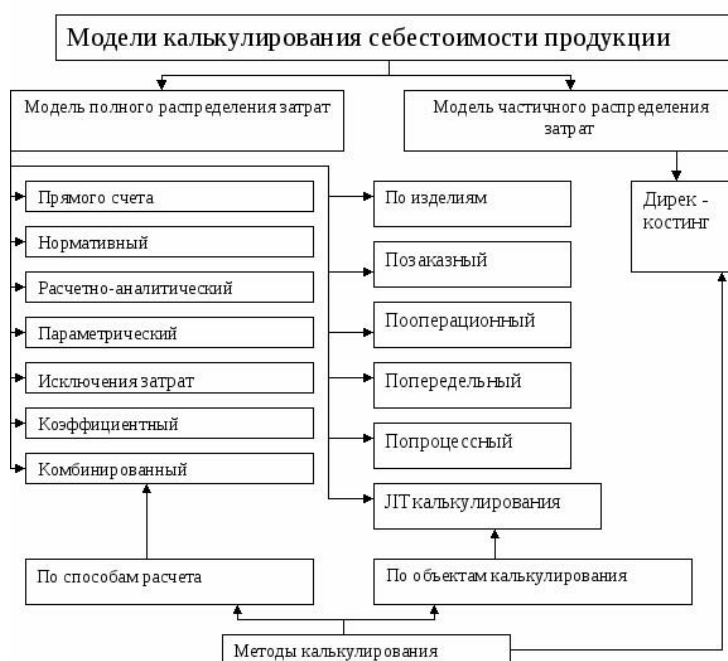 Модели калькулирования себестоимости продукции
Модель полного распределения затрат
Модель частичного распределения
затрат
Прямого счета
Нормативный
Расчетно-аналитический
Параметрический
Исключения затрат
Коэффициентный
Комбинированный
По изделиям
Позаказный
Пооперационный
Попередельный
Попроцессный
JIT калькулирования
Дирек -
костинг
По способам расчета
По объектам калькулирования
Методы калькулирования